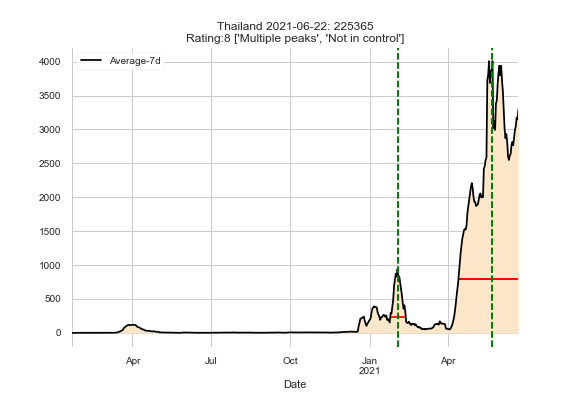 Thailand 2021-06-22: 225365
Rating:8 ['Multiple peaks', 'Not in control']
Average-7d
4000
3500
3000
2500
2000
1500
1000
500
0
Apr
Jul
Oct
Jan
2021
Apr
Date